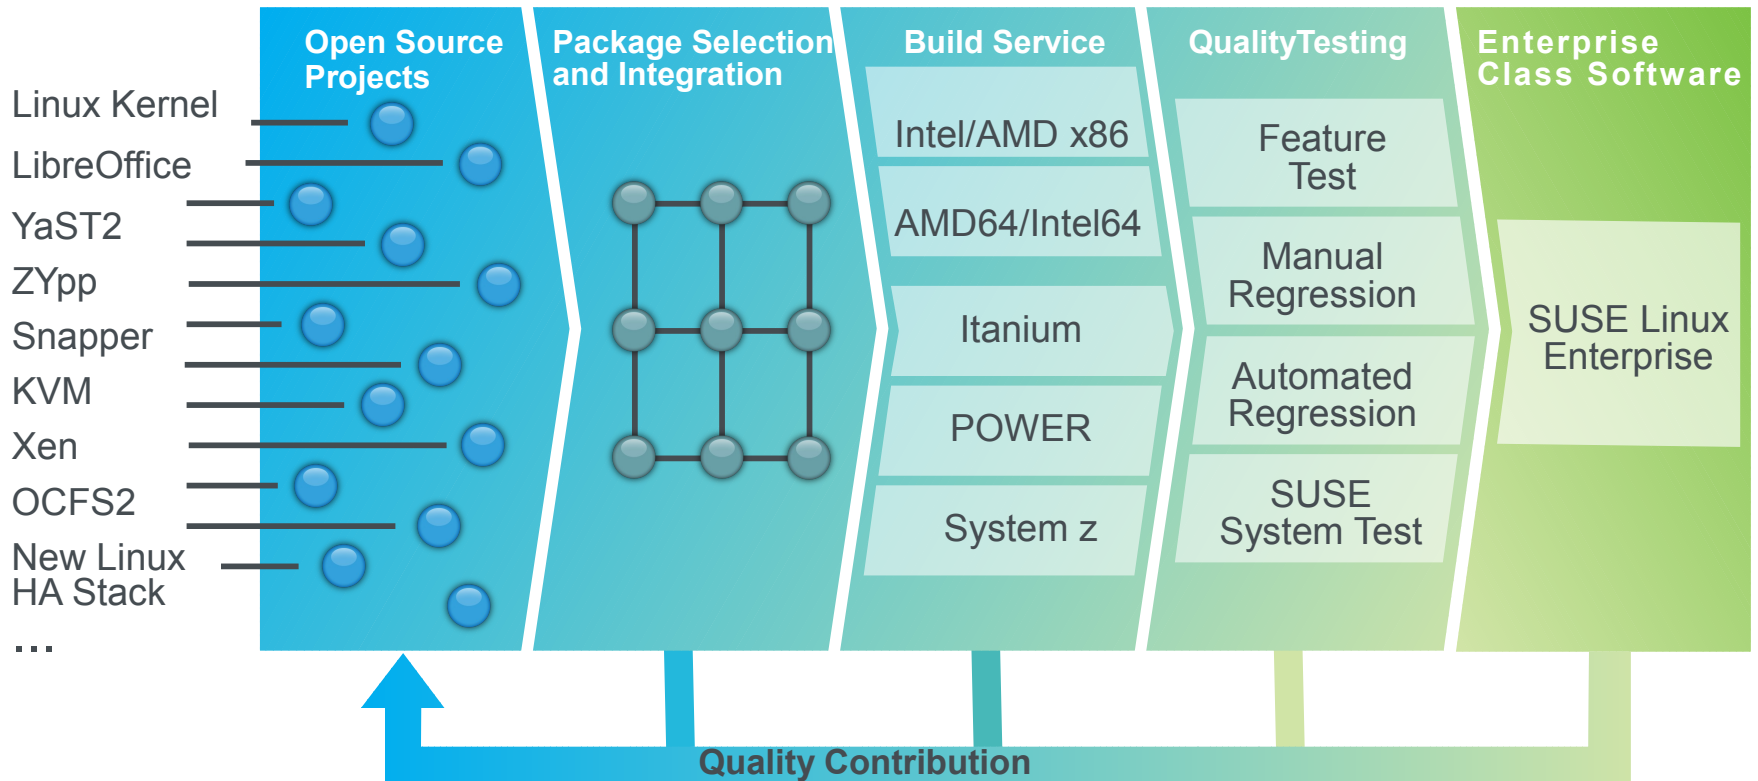 Open Source
Projects
Package Selection
and Integration
Build Service
QualityTesting
Enterprise
Class Software
Linux Kernel
LibreOffice
YaST2
ZYpp
Snapper
KVM
Xen
OCFS2
New Linux
HA Stack
...
Intel/AMD x86
AMD64/Intel64
Itanium
POWER
System z
Feature
Test
Manual
Regression
Automated
Regression
SUSE
System Test
SUSE Linux
Enterprise
Quality Contribution